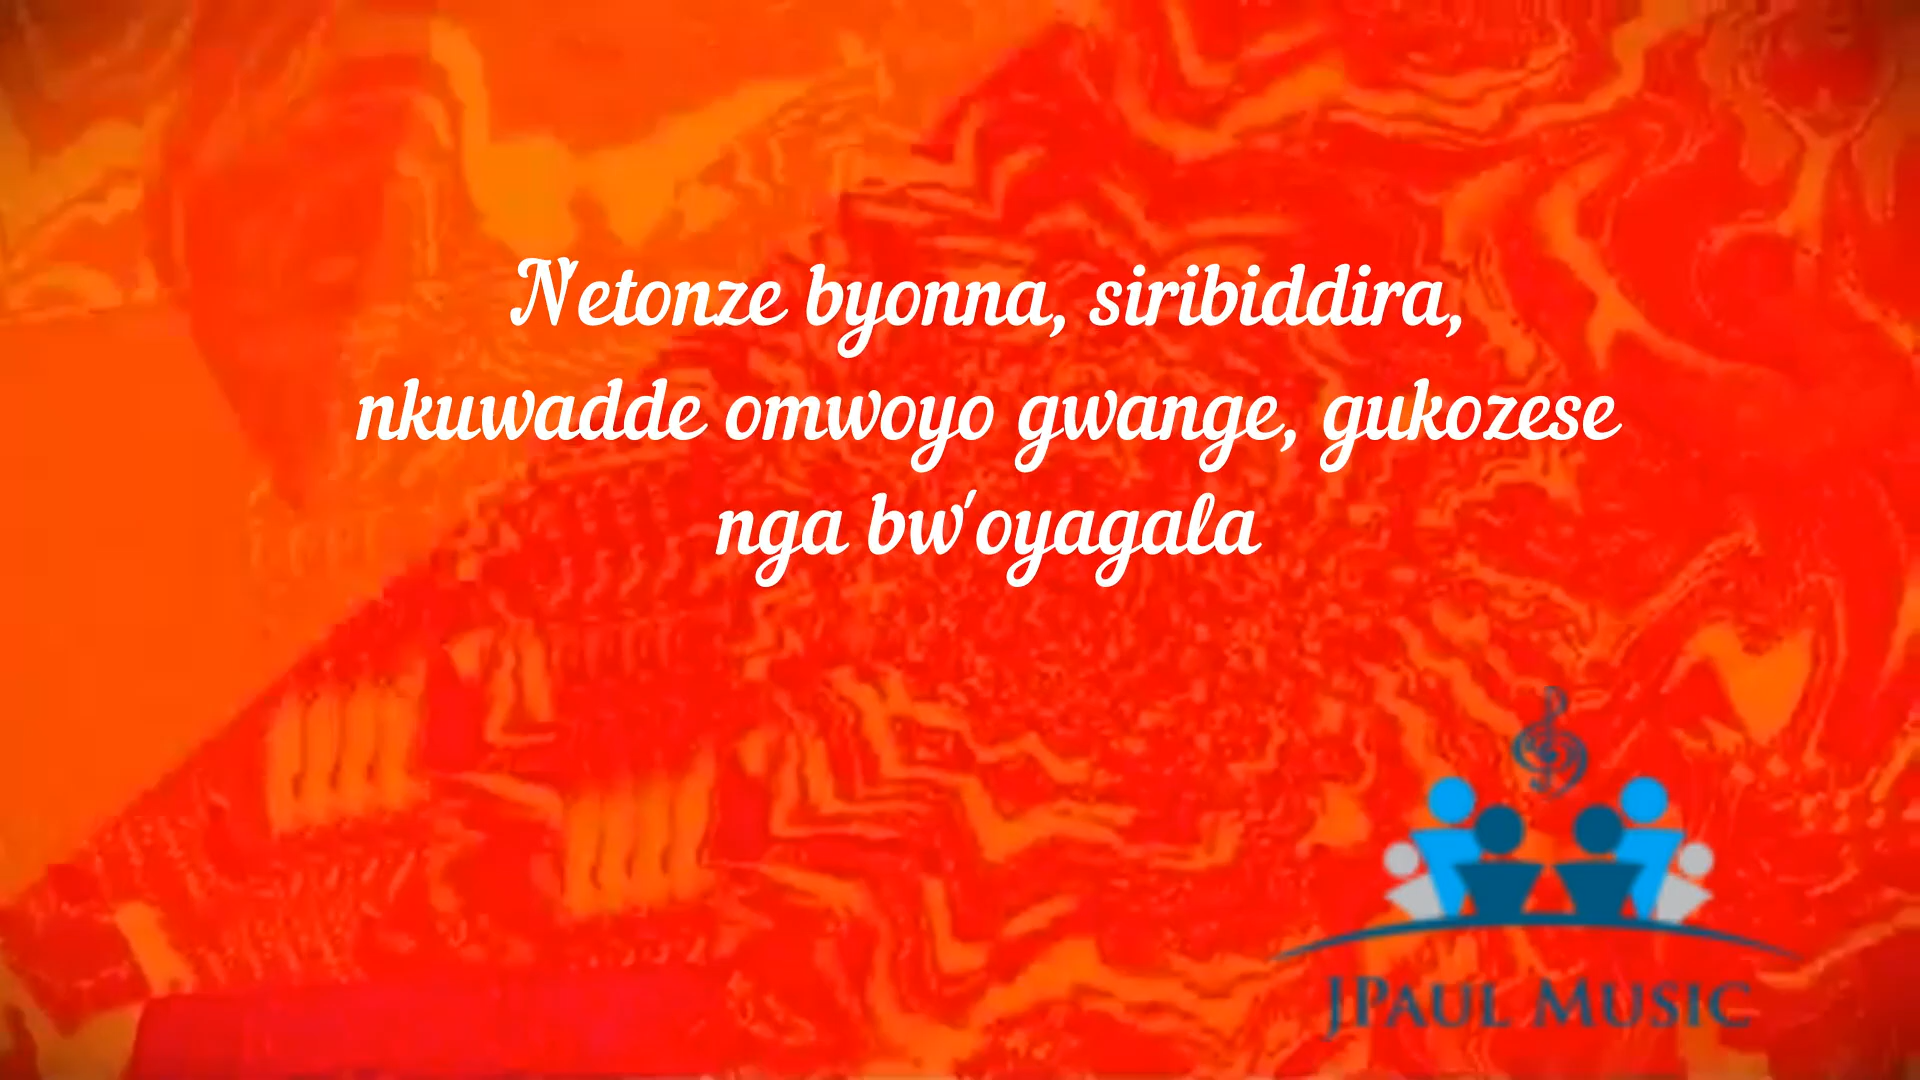 Netonze byonna, siribiddira,
nkuwadde omwoyo gwange, gukozese
nga bw'oyagala
JPAUL MUSIC